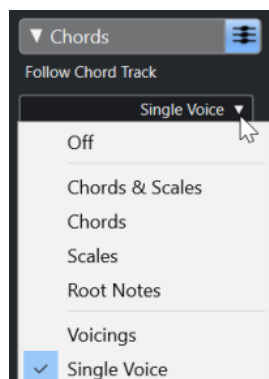 Chords
Follow Chord Track
Single Voice
Off
Chords & Scales
Chords
Scales
Root Notes
Voicings
Single Voice